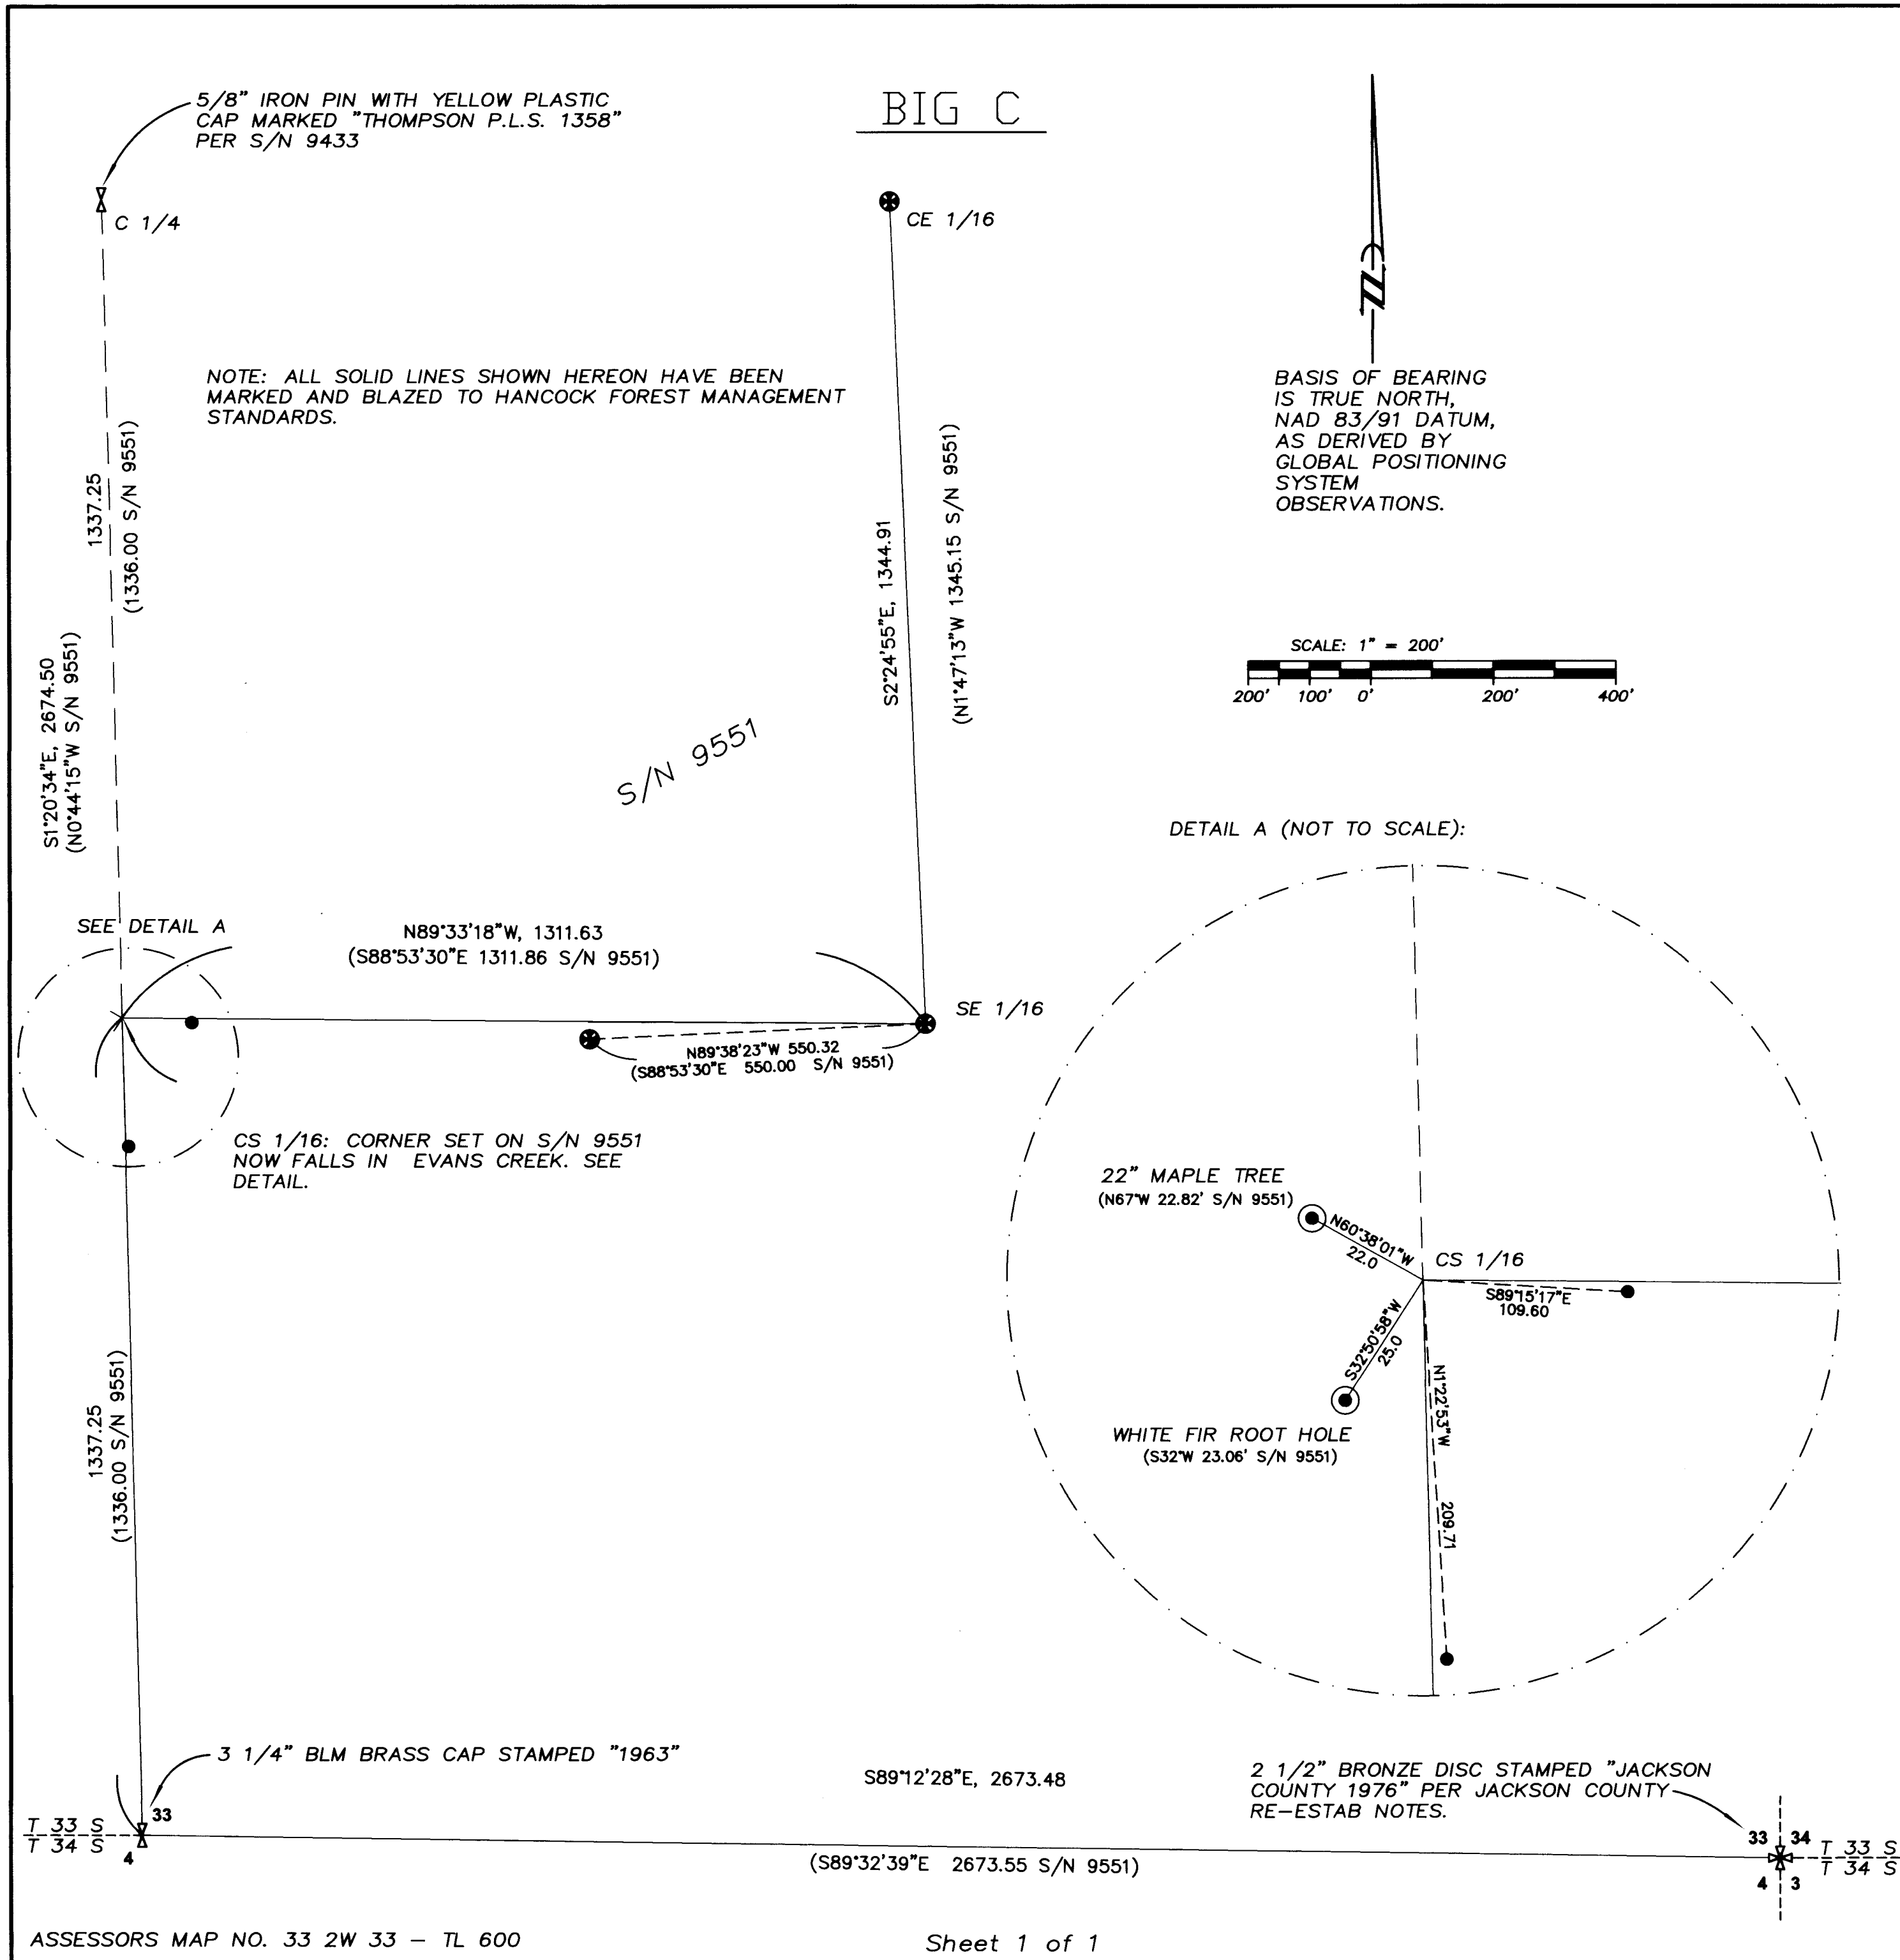 5/8" IRON PIN WITH YELLOW PLASTIC
CAP MARKED "THOMPSON P.L.S. 1358"
PER S/N 9433
BIG C
C 1/4
CE 1/16
NOTE: ALL SOLID LINES SHOWN HEREON HAVE BEEN
MARKED AND BLAZED TO HANCOCK FOREST MANAGEMENT
STANDARDS.
BASIS OF BEARING
IS TRUE NORTH,
NAD 83/91 DATUM,
AS DERIVED BY
GLOBAL POSITIONING
SYSTEM
OBSERVATIONS.
1337.25
(1336.00 S/N 9551)
S1°20'34"E, 2674.50
(N0°44'15"W S/N 9551)
S2°24'55"E, 1344.91
(N1°47'13"W 1345.15 S/N 9551)
SCALE: 1" = 200'
200' 100' 0' 200' 400'
S/N 9551
DETAIL A (NOT TO SCALE):
SEE DETAIL A
N89°33'18"W, 1311.63
(S88°53'30"E 1311.86 S/N 9551)
SE 1/16
N89°38'23"W 550.32
(S88°53'30"E 550.00 S/N 9551)
CS 1/16: CORNER SET ON S/N 9551
NOW FALLS IN EVANS CREEK. SEE
DETAIL.
22" MAPLE TREE
(N67°W 22.82' S/N 9551)
N60°38'01"W
22.0
CS 1/16
S89°15'17"E
109.60
S32°50'58"W
25.0
N1°22'53"W
209.71
WHITE FIR ROOT HOLE
(S32°W 23.06' S/N 9551)
1337.25
(1336.00 S/N 9551)
3 1/4" BLM BRASS CAP STAMPED "1963"
S89°12'28"E, 2673.48
(S89°32'39"E 2673.55 S/N 9551)
2 1/2" BRONZE DISC STAMPED "JACKSON
COUNTY 1976" PER JACKSON COUNTY
RE-ESTAB NOTES.
T 33 S
T 34 S
33
4
33 34
4 3
T 33 S
T 34 S
ASSESSORS MAP NO. 33 2W 33 – TL 600
Sheet 1 of 1